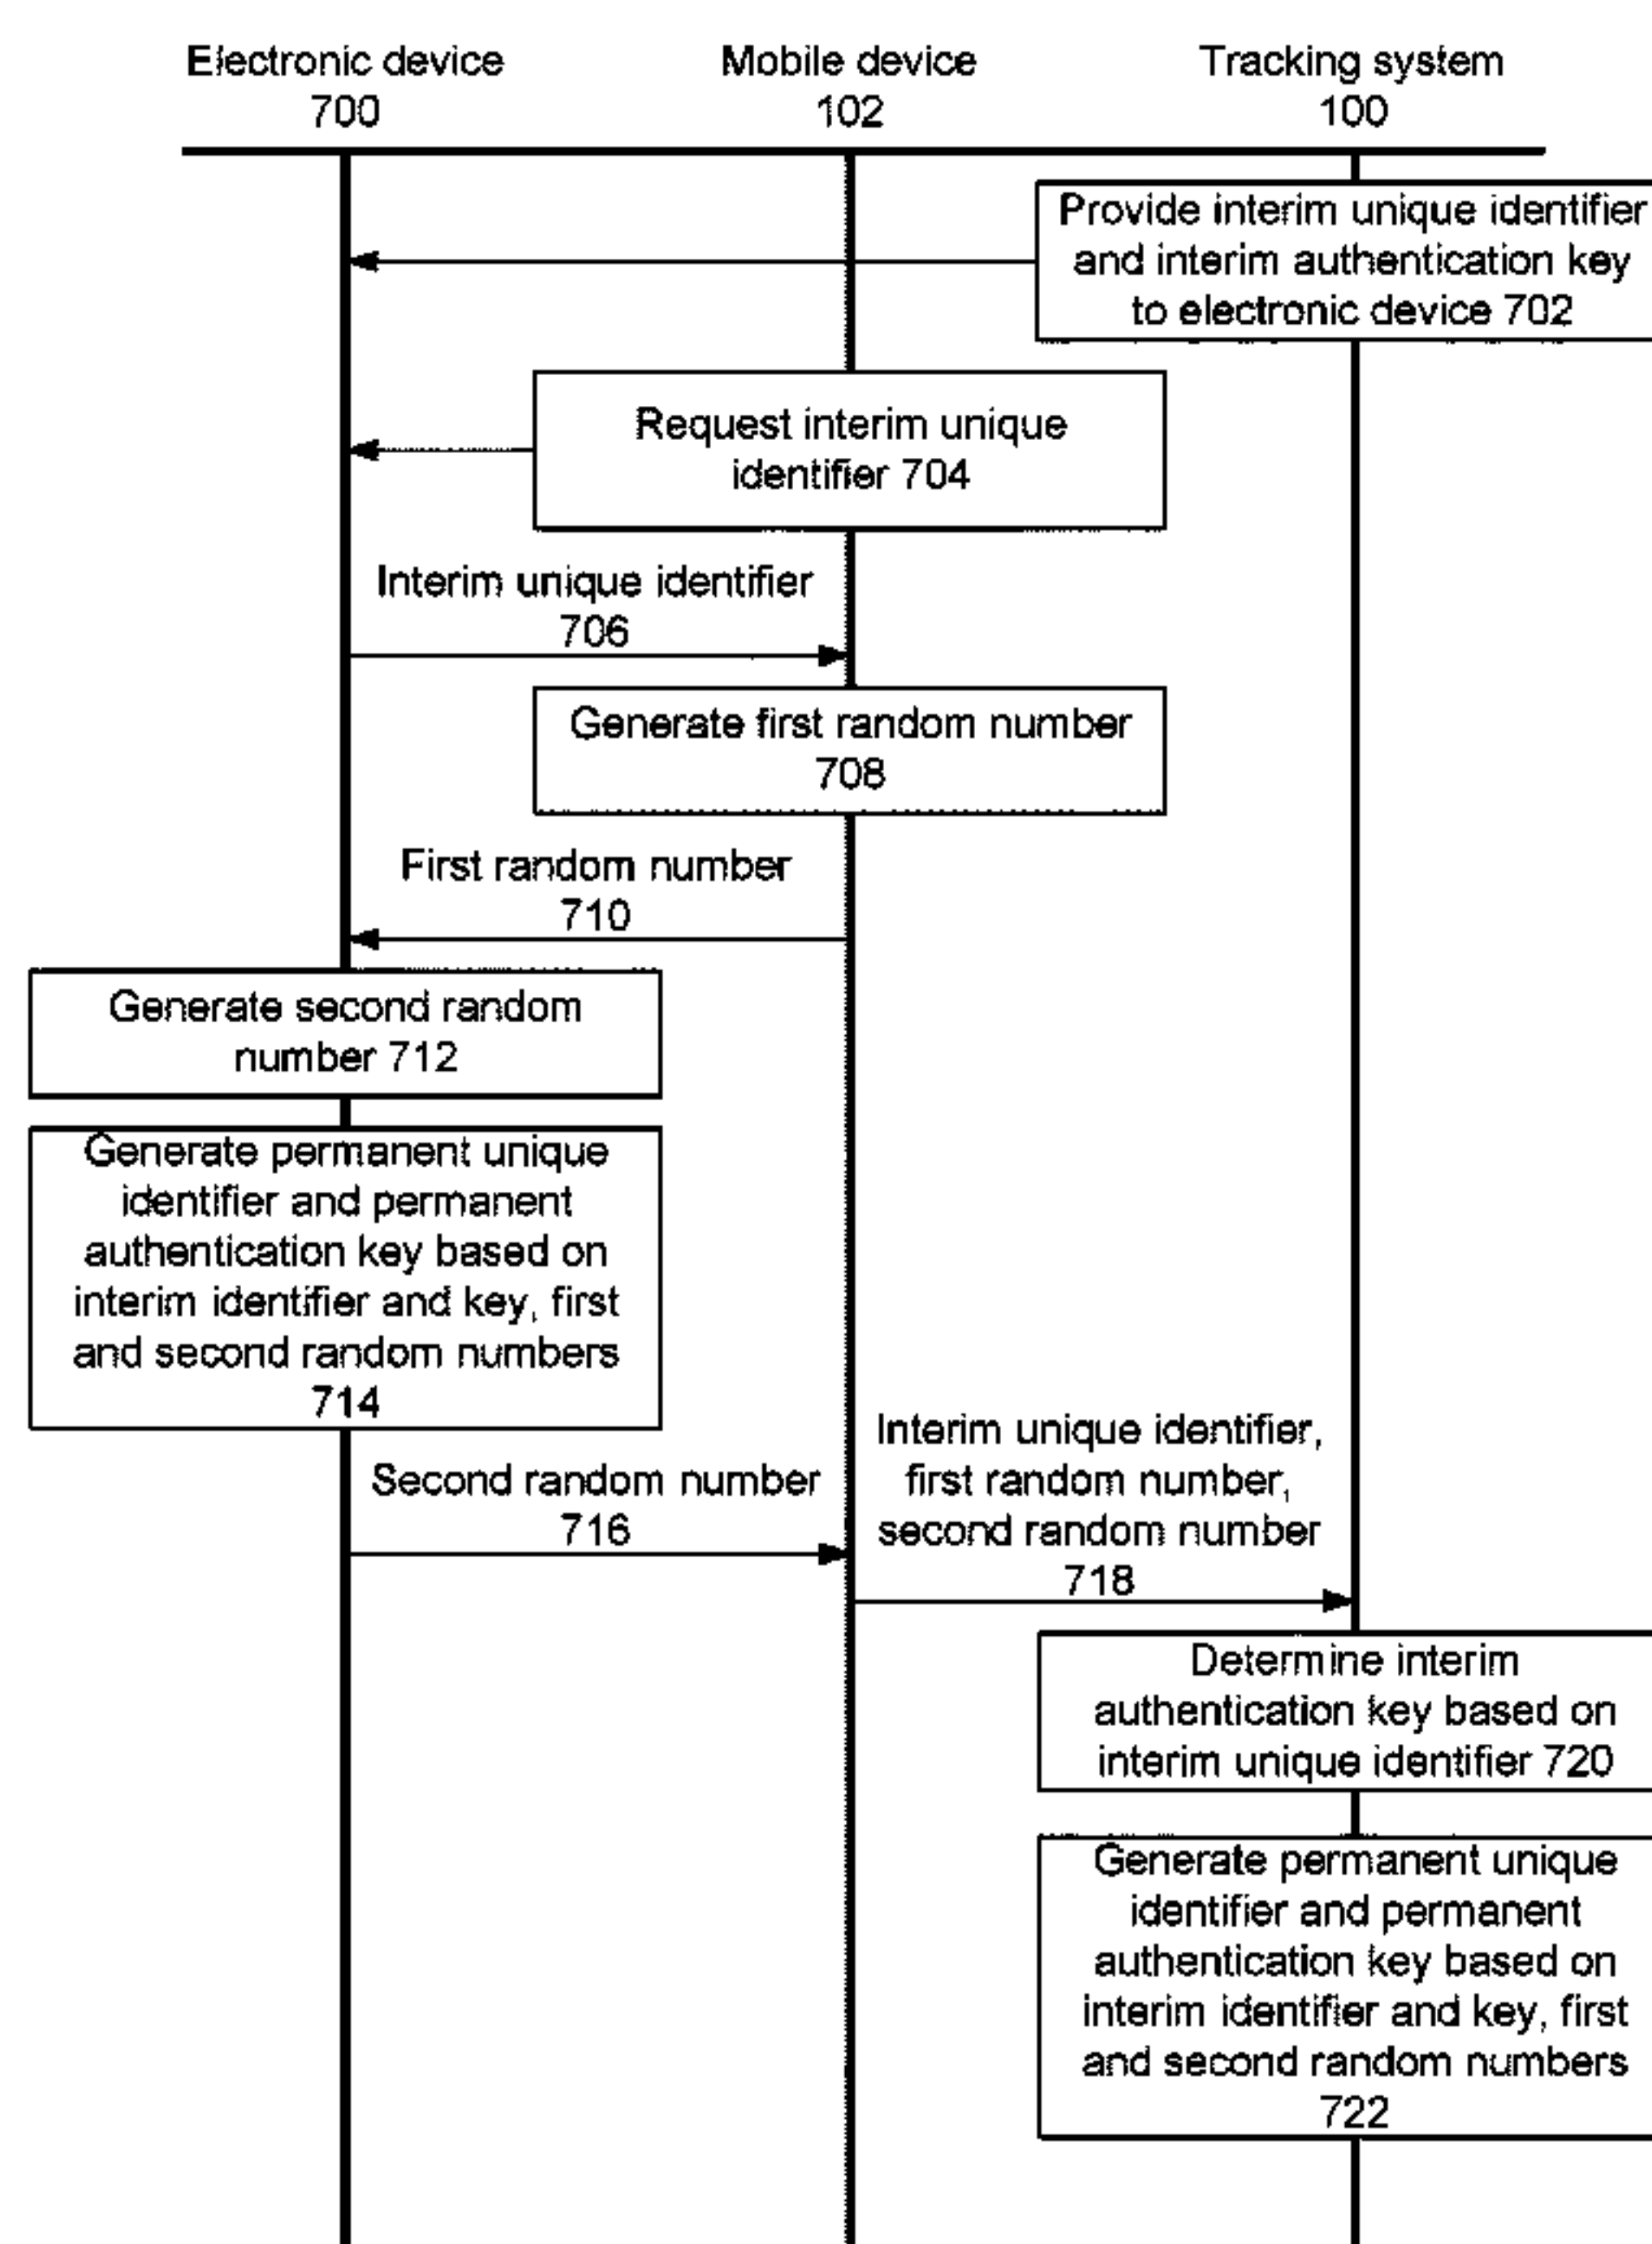 Electronic device
700
Mobile device
102
Tracking system
100
Provide interim unique identifier
and interim authentication key
to electronic device 702
Request interim unique
identifier 704
Interim unique identifier
706
Generate first random number
708
First random number
710
Generate second random
number 712
Generate permanent unique
identifier and permanent
authentication key based on
interim identifier and key, first
and second random numbers
714
Second random number
716
Interim unique identifier,
first random number,
second random number
718
Determine interim
authentication key based on
interim unique identifier 720
Generate permanent unique
identifier and permanent
authentication key based on
interim identifier and key, first
and second random numbers
722